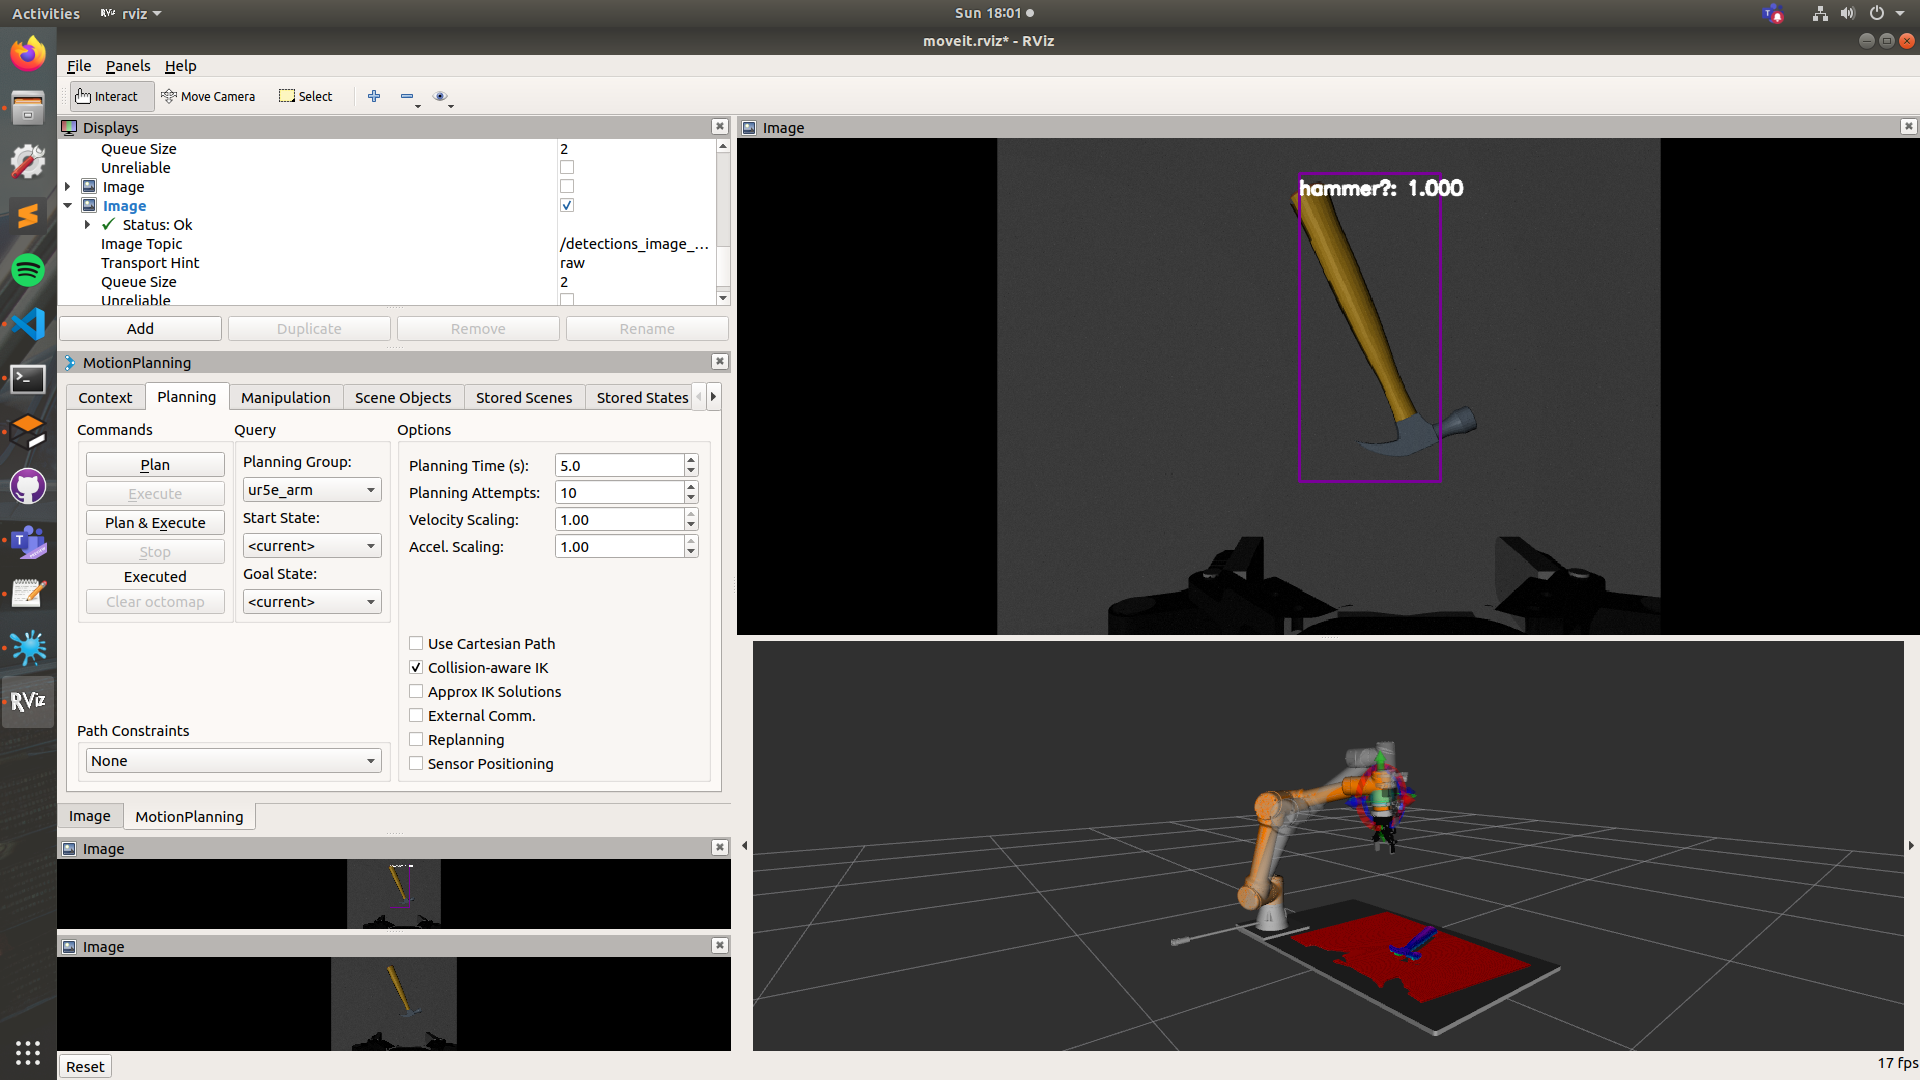 Activities
RViz rviz
Sun 18:01
moveit.rviz* - RViz
File Panels Help
Interact Move Camera Select
Displays
Queue Size 2
Unreliable
Image
Image
Status: Ok
Image Topic /detections_image_...
Transport Hint raw
Queue Size 2
Unreliable
Add Duplicate Remove Rename
MotionPlanning
Context Planning Manipulation Scene Objects Stored Scenes Stored States
Commands Query Options
Plan
Execute
Plan & Execute
Stop
Executed
Clear octomap
Planning Group:
ur5e_arm
Start State:
<current>
Goal State:
<current>
Planning Time (s): 5.0
Planning Attempts: 10
Velocity Scaling: 1.00
Accel. Scaling: 1.00
Use Cartesian Path
Collision-aware IK
Approx IK Solutions
External Comm.
Replanning
Sensor Positioning
Path Constraints
None
Image MotionPlanning
Image
Image
Reset
Image
hammer?: 1.000
17 fps
RViz